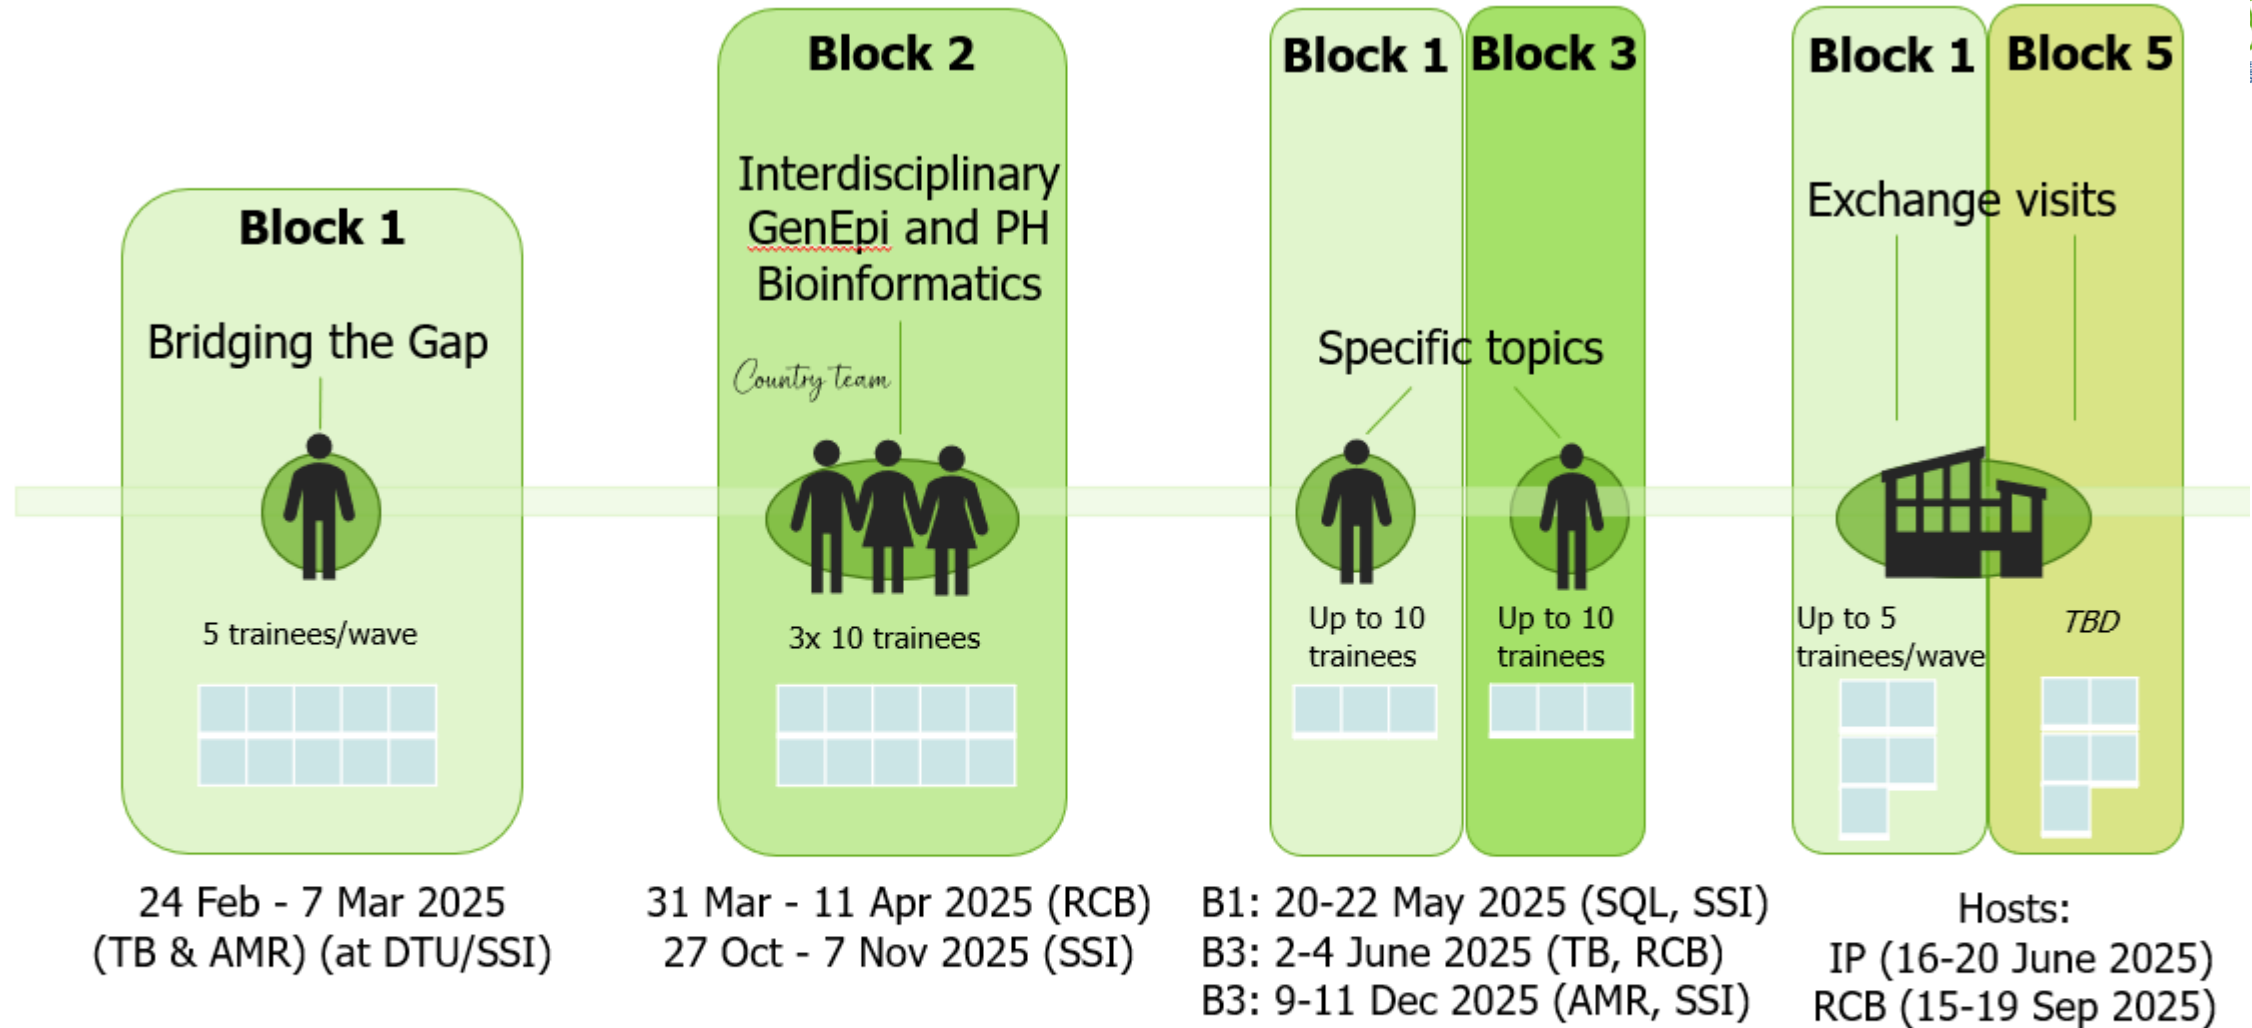 Block 1
Bridging the Gap
5 trainees/wave
24 Feb - 7 Mar 2025
(TB & AMR) (at DTU/SSI)
Block 2
Interdisciplinary
GenEpi and PH
Bioinformatics
Country team
3x 10 trainees
31 Mar - 11 Apr 2025 (RCB)
27 Oct - 7 Nov 2025 (SSI)
Block 1
Block 3
Specific topics
Up to 10
trainees
Up to 10
trainees
B1: 20-22 May 2025 (SQL, SSI)
B3: 2-4 June 2025 (TB, RCB)
B3: 9-11 Dec 2025 (AMR, SSI)
Block 1
Block 5
Exchange visits
Up to 5
trainees/wave
TBD
Hosts:
IP (16-20 June 2025)
RCB (15-19 Sep 2025)